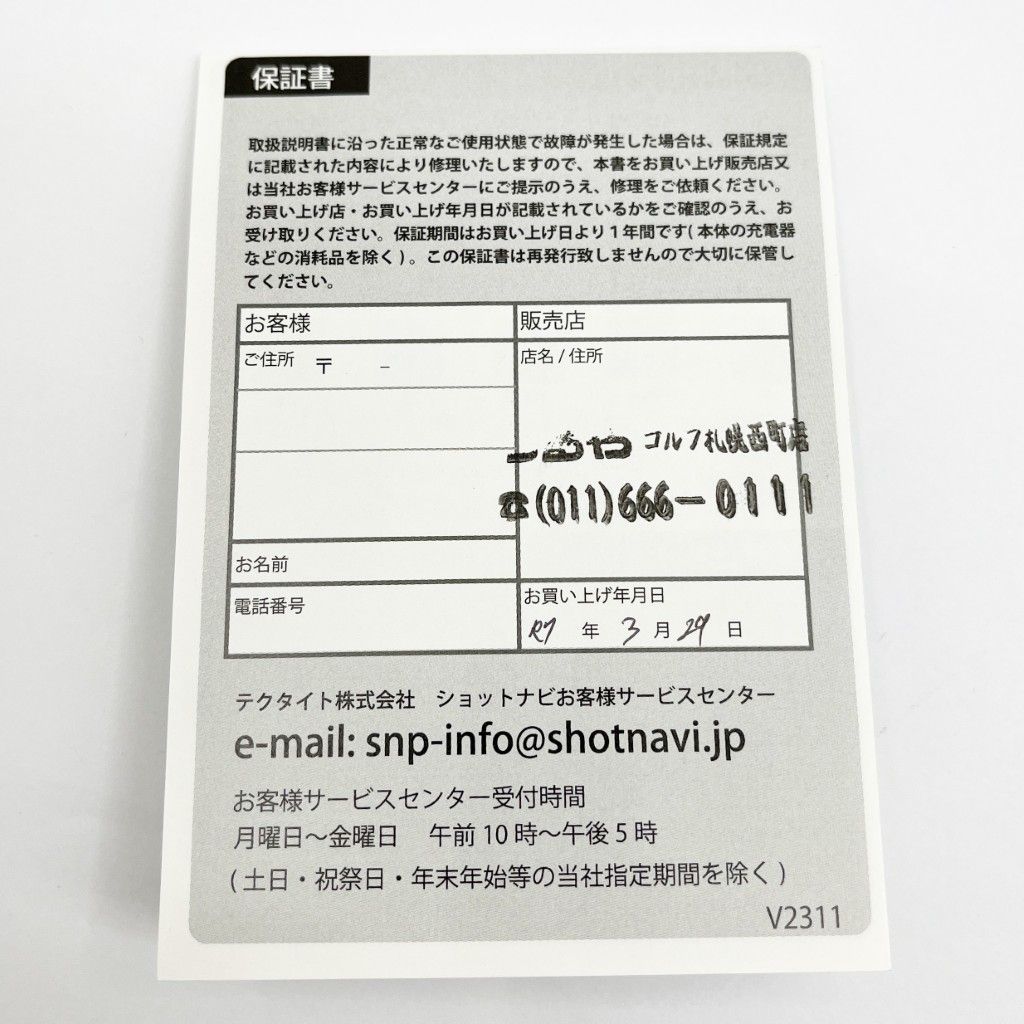 保証書
取扱説明書に沿った正常なご使用状態で故障が発生した場合は、保証規定
に記載された内容により修理いたしますので、本書をお買い上げ販売店又
は当社お客様サービスセンターにご提示のうえ、修理をご依頼ください。
お買い上げ店・お買い上げ年月日が記載されているかをご確認のうえ、お
受け取りください。保証期間はお買い上げ日より1年間です(本体の充電器
などの消耗品を除く)。この保証書は再発行致しませんので大切に保管し
てください。
お客様
販売店
ご住所 〒 –
店名/住所
ゴルフ札幌西町店
☎(011)666-0111
お名前
電話番号
お買い上げ年月日
R7年3月29日
テクタイト株式会社 ショットナビお客様サービスセンター
e-mail: snp-info@shotnavi.jp
お客様サービスセンター受付時間
月曜日～金曜日 午前10時～午後5時
(土日・祝祭日・年末年始等の当社指定期間を除く)
V2311